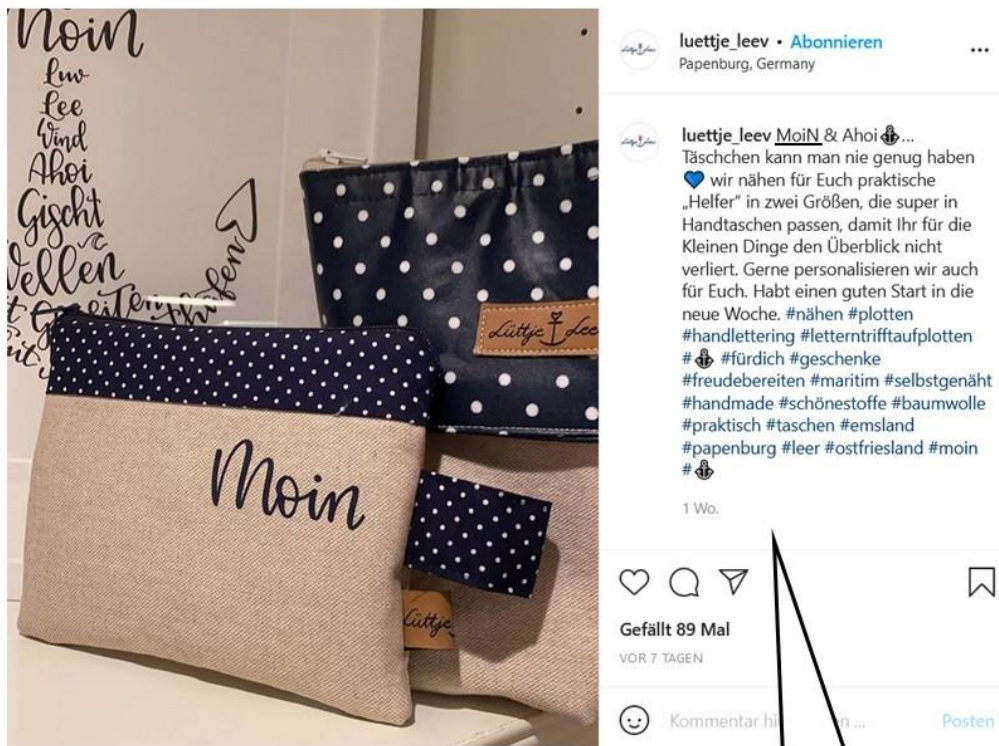 Moin
Luv
Lee
Wind
Ahoi
Gischt
Wellen
Gezeiten
Lüttje Leev
Moin
Lüttje
luettje_leev • Abonnieren
Papenburg, Germany
luettje_leev MoiN & Ahoi ...
Täschchen kann man nie genug haben
💙 wir nähen für Euch praktische
„Helfer" in zwei Größen, die super in
Handtaschen passen, damit Ihr für die
Kleinen Dinge den Überblick nicht
verliert. Gerne personalisieren wir auch
für Euch. Habt einen guten Start in die
neue Woche. #nähen #plotten
#handlettering #letterntrifftaufplotten
# #fürdich #geschenke
#freudebereiten #maritim #selbstgenäht
#handmade #schönestoffe #baumwolle
#praktisch #taschen #emsland
#papenburg #leer #ostfriesland #moin
#
1 Wo.
Gefällt 89 Mal
VOR 7 TAGEN
Kommentar hi n ...
Posten